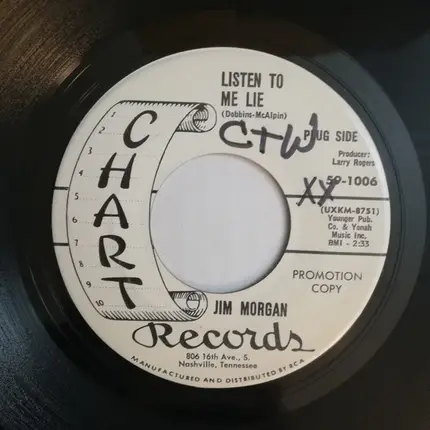 LISTEN TO
ME LIE
(Dobbins-McAlpin)
C+W
PLUG SIDE
Producer:
Larry Rogers
59-1006
XX
(UXKM-8751)
Younger Pub.
Co. & Yonah
Music Inc.
BMI - 2:33
PROMOTION
COPY
1
2
3
4
5
6
7
8
9
10
CHART
JIM MORGAN
Records
806 16th Ave., S.
Nashville, Tennessee
MANUFACTURED AND DISTRIBUTED BY RCA